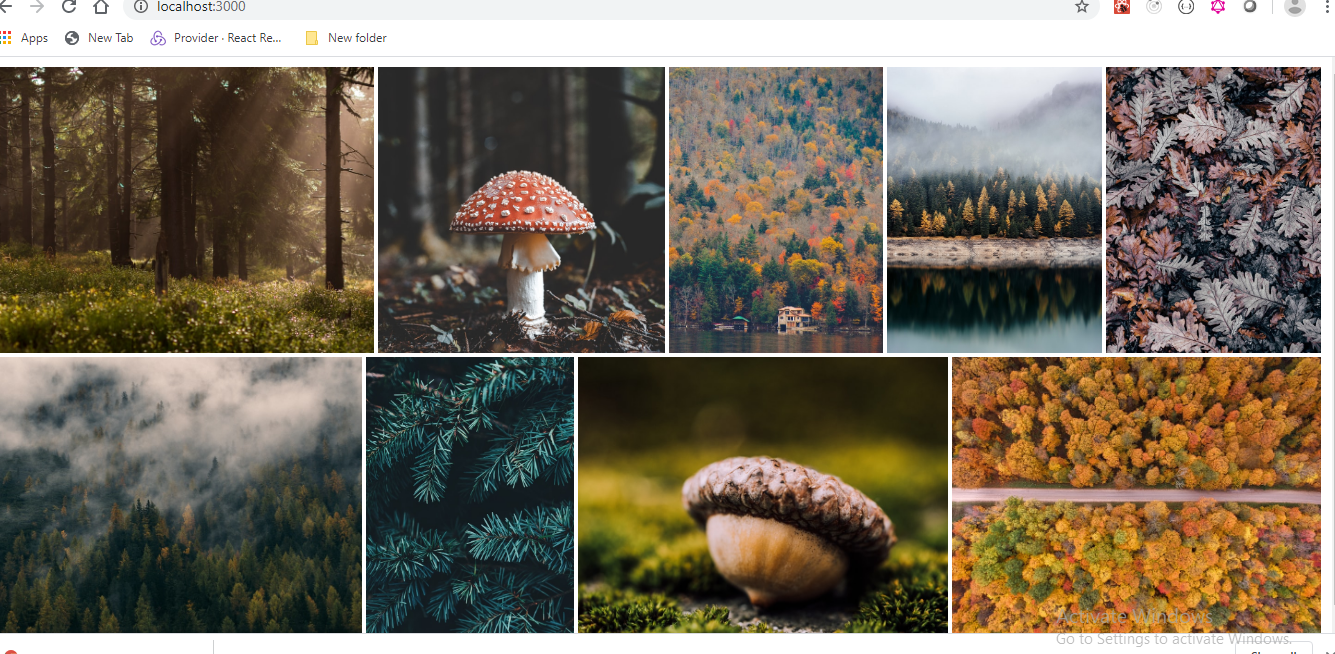 localhost:3000
Apps New Tab Provider · React Re... New folder
Activate Windows
Go to Settings to activate Windows.